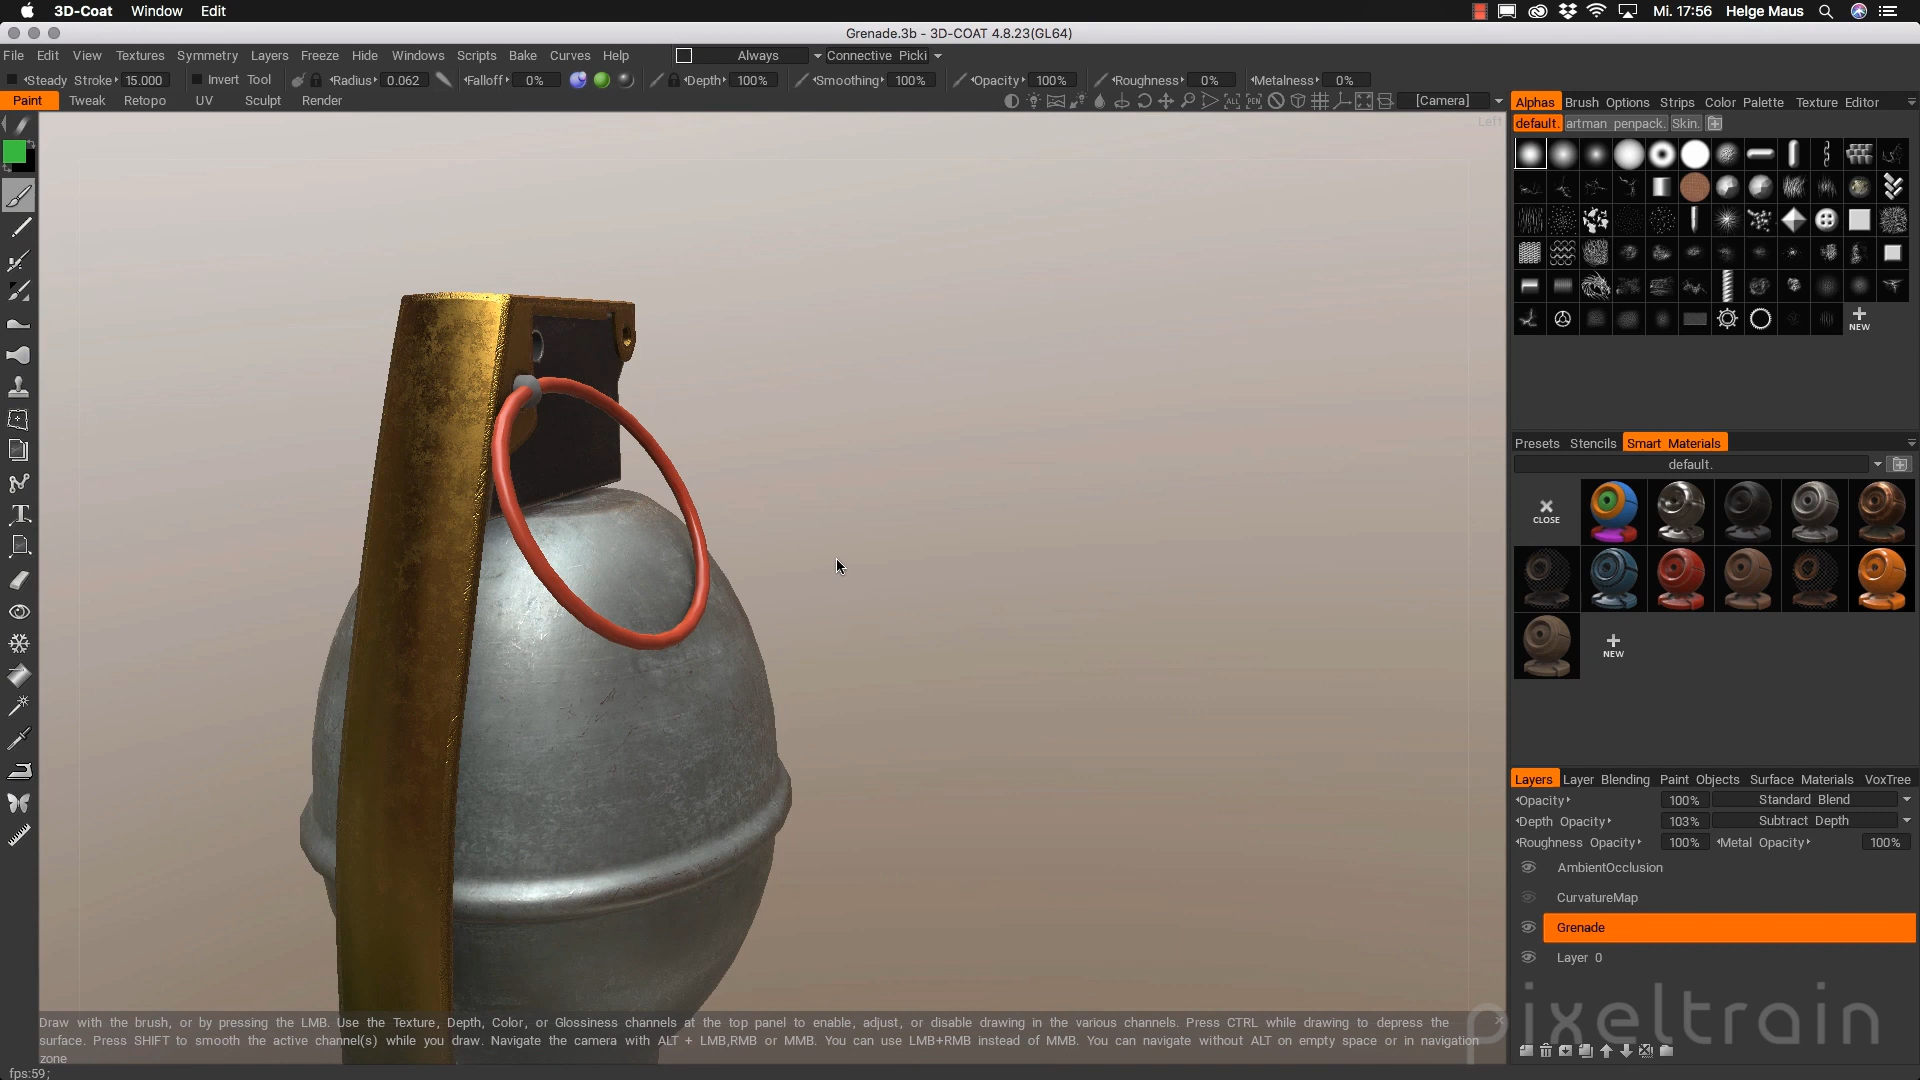 3D-Coat Window Edit Mi. 17:56 Helge Maus
Grenade.3b - 3D-COAT 4.8.23(GL64)
File Edit View Textures Symmetry Layers Freeze Hide Windows Scripts Bake Curves Help Always Connective Picki
Steady Stroke 15.000 Invert Tool Radius 0.062 Falloff 0% Depth 100% Smoothing 100% Opacity 100% Roughness 0% Metalness 0%
Paint Tweak Retopo UV Sculpt Render ALL PEN [Camera]
Left
Alphas Brush Options Strips Color Palette Texture Editor
default. artman penpack. Skin.
NEW
Presets Stencils Smart Materials
default.
CLOSE
NEW
Layers Layer Blending Paint Objects Surface Materials VoxTree
Opacity 100% Standard Blend
Depth Opacity 103% Subtract Depth
Roughness Opacity 100% Metal Opacity 100%
AmbientOcclusion
CurvatureMap
Grenade
Layer 0
pixeltrain
Draw with the brush, or by pressing the LMB. Use the Texture, Depth, Color, or Glossiness channels at the top panel to enable, adjust, or disable drawing in the various channels. Press CTRL while drawing to depress the
surface. Press SHIFT to smooth the active channel(s) while you draw. Navigate the camera with ALT + LMB,RMB or MMB. You can use LMB+RMB instead of MMB. You can navigate without ALT on empty space or in navigation
zone
fps:59;